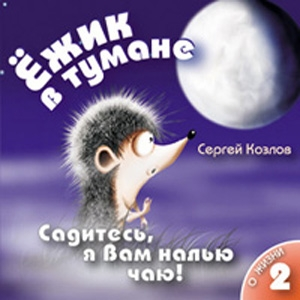 Ёжик
в тумане
Сергей Козлов
Садитесь,
я Вам налью
чаю!
О ЖИЗНИ
2